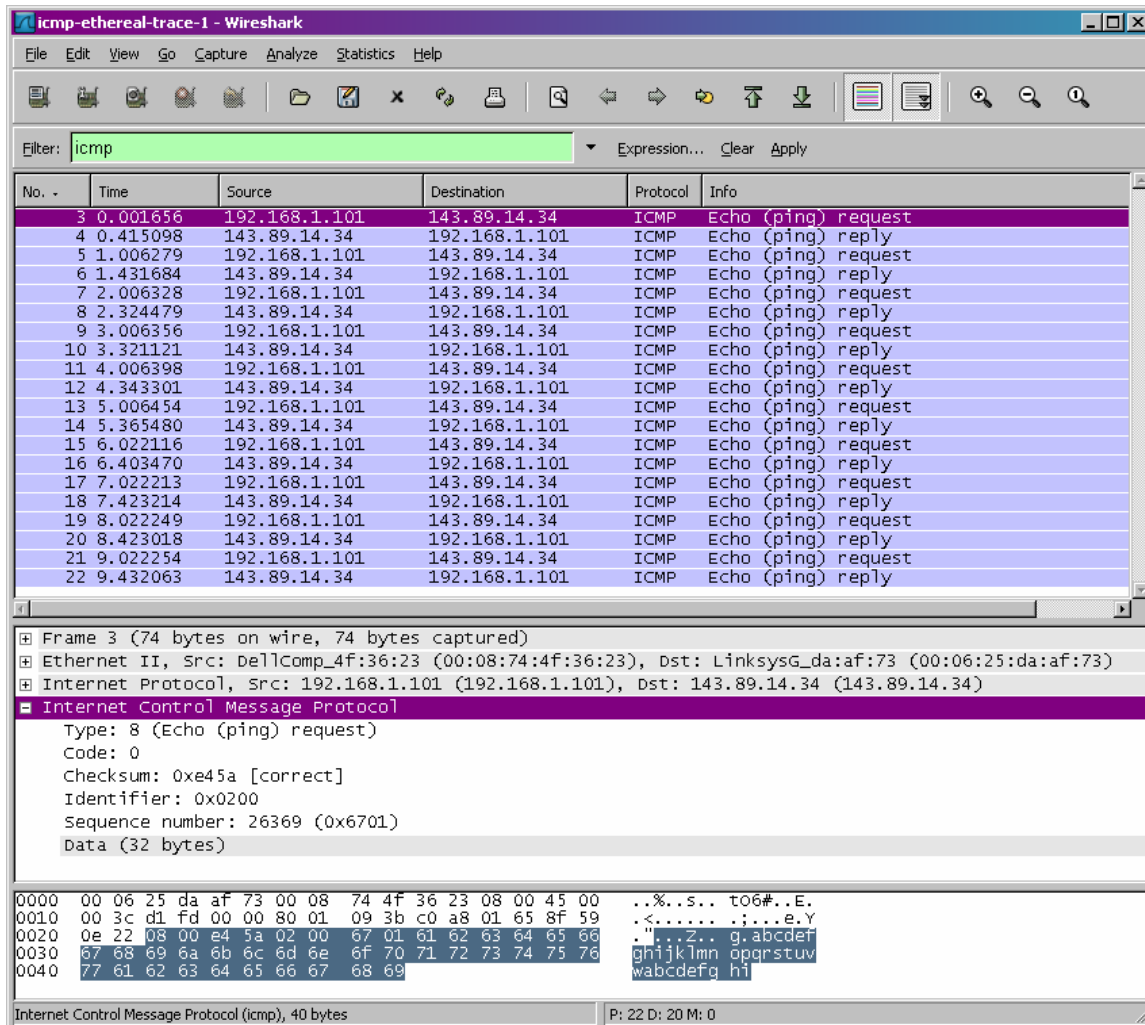 icmp-ethereal-trace-1 - Wireshark
File Edit View Go Capture Analyze Statistics Help
Filter: icmp Expression... Clear Apply
No. - Time Source Destination Protocol Info
3 0.001656 192.168.1.101 143.89.14.34 ICMP Echo (ping) request
4 0.415098 143.89.14.34 192.168.1.101 ICMP Echo (ping) reply
5 1.006279 192.168.1.101 143.89.14.34 ICMP Echo (ping) request
6 1.431684 143.89.14.34 192.168.1.101 ICMP Echo (ping) reply
7 2.006328 192.168.1.101 143.89.14.34 ICMP Echo (ping) request
8 2.324479 143.89.14.34 192.168.1.101 ICMP Echo (ping) reply
9 3.006356 192.168.1.101 143.89.14.34 ICMP Echo (ping) request
10 3.321121 143.89.14.34 192.168.1.101 ICMP Echo (ping) reply
11 4.006398 192.168.1.101 143.89.14.34 ICMP Echo (ping) request
12 4.343301 143.89.14.34 192.168.1.101 ICMP Echo (ping) reply
13 5.006454 192.168.1.101 143.89.14.34 ICMP Echo (ping) request
14 5.365480 143.89.14.34 192.168.1.101 ICMP Echo (ping) reply
15 6.022116 192.168.1.101 143.89.14.34 ICMP Echo (ping) request
16 6.403470 143.89.14.34 192.168.1.101 ICMP Echo (ping) reply
17 7.022213 192.168.1.101 143.89.14.34 ICMP Echo (ping) request
18 7.423214 143.89.14.34 192.168.1.101 ICMP Echo (ping) reply
19 8.022249 192.168.1.101 143.89.14.34 ICMP Echo (ping) request
20 8.423018 143.89.14.34 192.168.1.101 ICMP Echo (ping) reply
21 9.022254 192.168.1.101 143.89.14.34 ICMP Echo (ping) request
22 9.432063 143.89.14.34 192.168.1.101 ICMP Echo (ping) reply
Frame 3 (74 bytes on wire, 74 bytes captured)
Ethernet II, Src: DellComp_4f:36:23 (00:08:74:4f:36:23), Dst: LinksysG_da:af:73 (00:06:25:da:af:73)
Internet Protocol, Src: 192.168.1.101 (192.168.1.101), Dst: 143.89.14.34 (143.89.14.34)
Internet Control Message Protocol
Type: 8 (Echo (ping) request)
Code: 0
Checksum: 0xe45a [correct]
Identifier: 0x0200
Sequence number: 26369 (0x6701)
Data (32 bytes)
0000 00 06 25 da af 73 00 08 74 4f 36 23 08 00 45 00 ..%..s.. tO6#..E.
0010 00 3c d1 fd 00 00 80 01 09 3b c0 a8 01 65 8f 59 .<...... .;...e.Y
0020 0e 22 08 00 e4 5a 02 00 67 01 61 62 63 64 65 66 ."...Z.. g.abcdef
0030 67 68 69 6a 6b 6c 6d 6e 6f 70 71 72 73 74 75 76 ghijklmn opqrstuv
0040 77 61 62 63 64 65 66 67 68 69 wabcdefg hi
Internet Control Message Protocol (icmp), 40 bytes P: 22 D: 20 M: 0